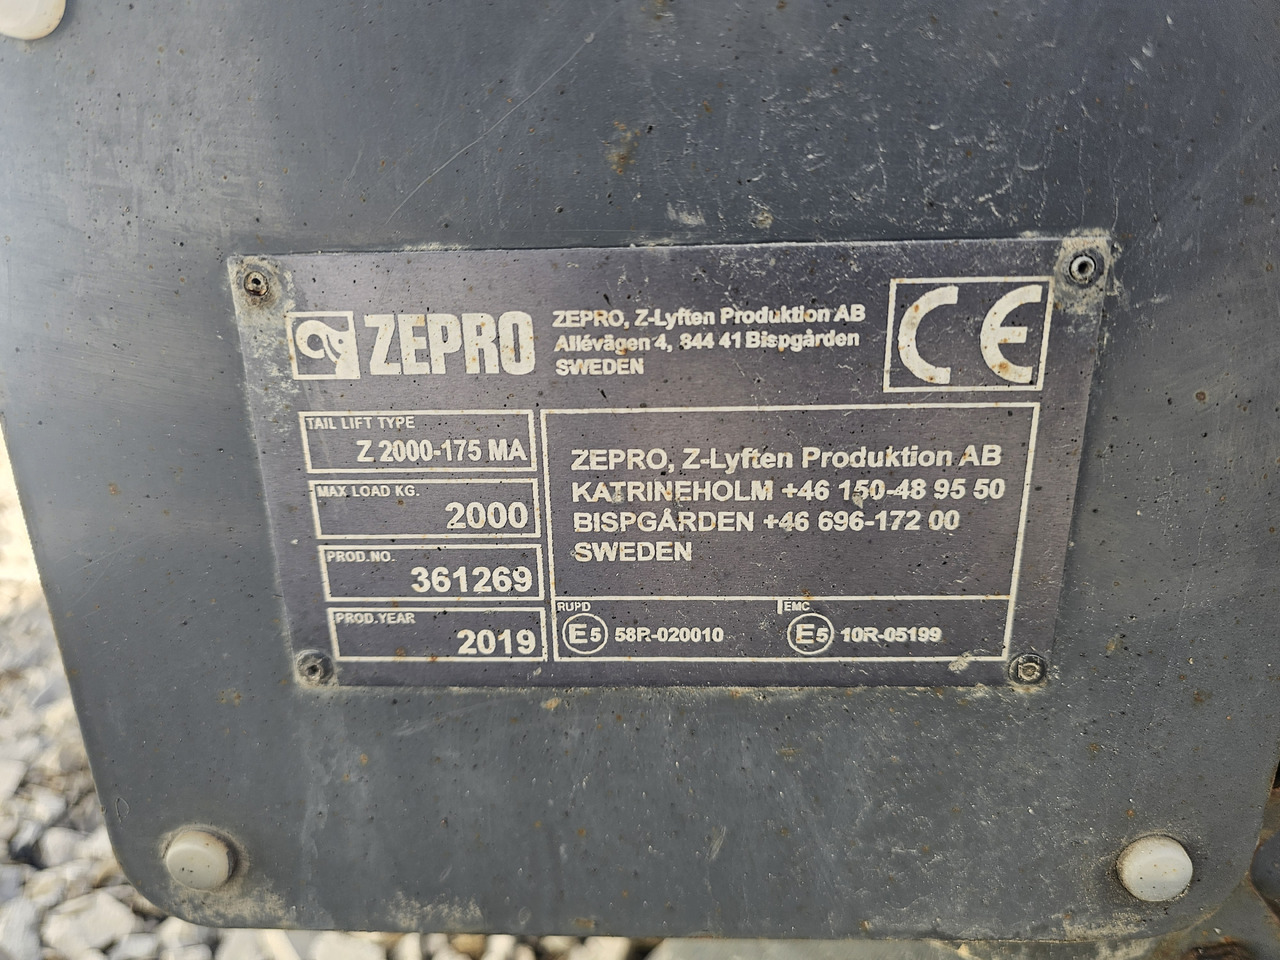 ZEPRO
ZEPRO, Z-Lyften Produktion AB
Allévägen 4, 844 41 Bispgården
SWEDEN
CE
TAIL LIFT TYPE
Z 2000-175 MA
MAX LOAD KG.
2000
PROD.NO.
361269
PROD.YEAR
2019
ZEPRO, Z-Lyften Produktion AB
KATRINEHOLM +46 150-48 95 50
BISPGÅRDEN +46 696-172 00
SWEDEN
RUPD
E5 58R-020010
EMC
E5 10R-05199